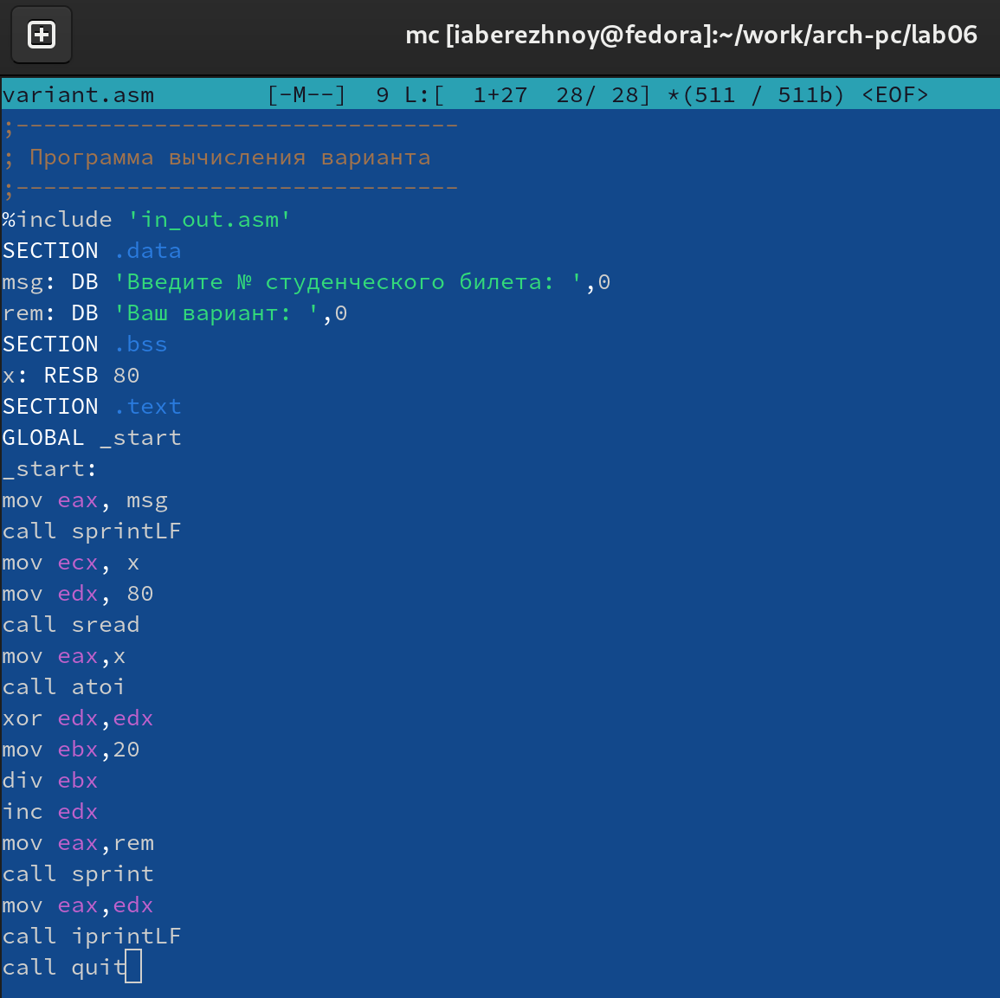 mc [iaberezhnoy@fedora]:~/work/arch-pc/lab06
variant.asm [-M--] 9 L:[ 1+27 28/ 28] *(511 / 511b) <EOF>
;--------------------------------
; Программа вычисления варианта
;--------------------------------
%include 'in_out.asm'
SECTION .data
msg: DB 'Введите № студенческого билета: ',0
rem: DB 'Ваш вариант: ',0
SECTION .bss
x: RESB 80
SECTION .text
GLOBAL _start
_start:
mov eax, msg
call sprintLF
mov ecx, x
mov edx, 80
call sread
mov eax,x
call atoi
xor edx,edx
mov ebx,20
div ebx
inc edx
mov eax,rem
call sprint
mov eax,edx
call iprintLF
call quit